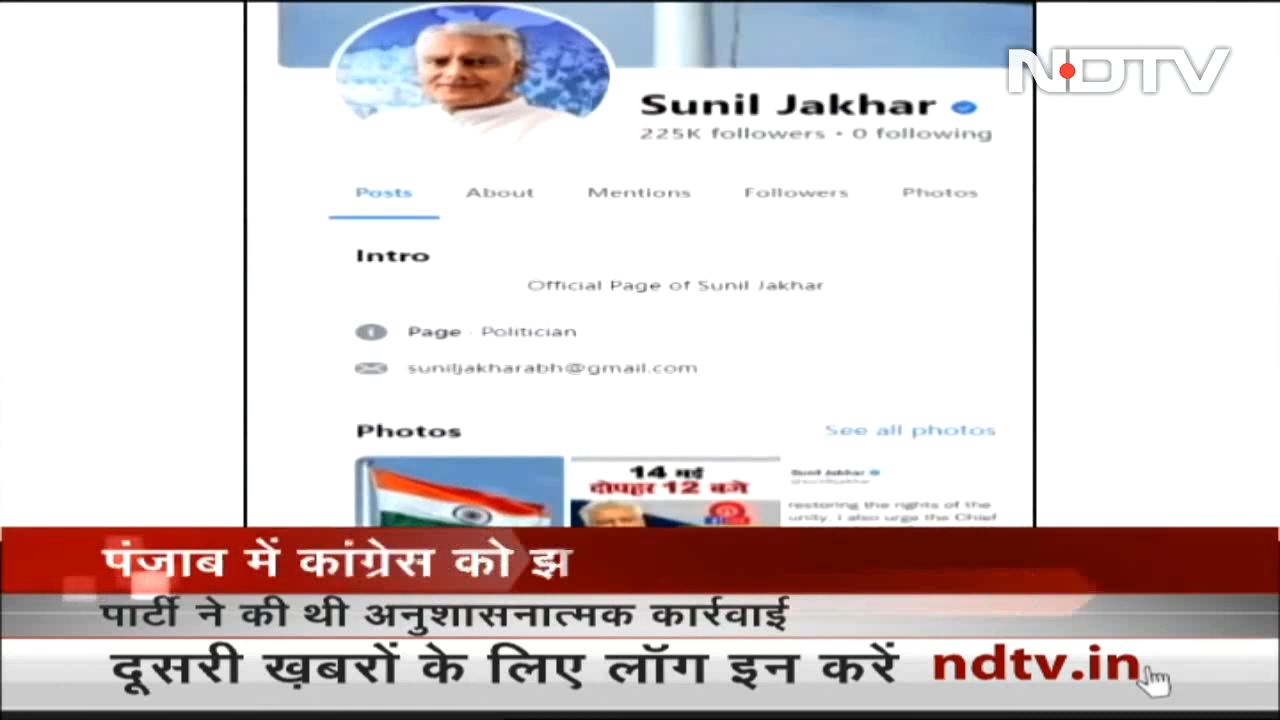 NDTV
Sunil Jakhar
225K followers • 0 following
Posts About Mentions Followers Photos
Intro
Official Page of Sunil Jakhar
Page · Politician
suniljakharabh@gmail.com
Photos See all photos
14 मई
दोपहर 12 बजे
Sunil Jakhar
@sunilkjakhar
restoring the rights of the
unity. I also urge the Chief
पंजाब में कांग्रेस को झ
पार्टी ने की थी अनुशासनात्मक कार्रवाई
दूसरी ख़बरों के लिए लॉग इन करें ndtv.in